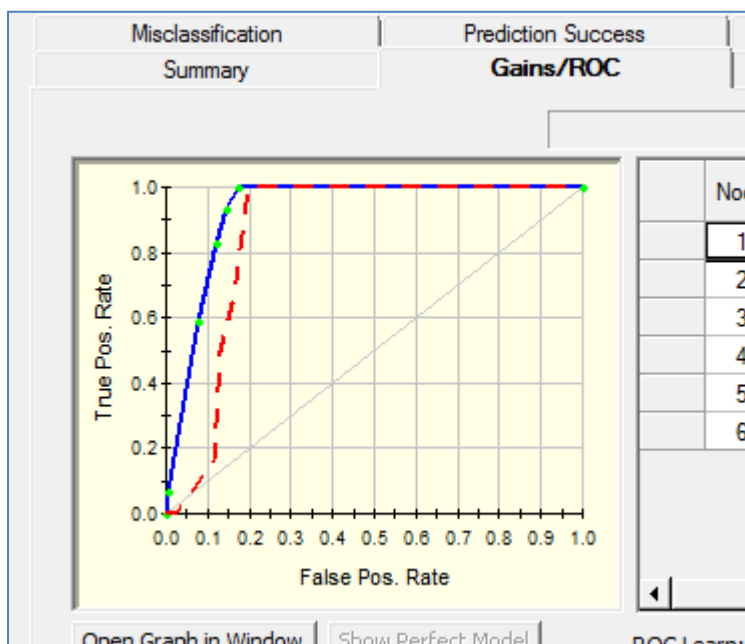 Misclassification Prediction Success
Summary Gains/ROC
1.0
0.8
0.6
0.4
0.2
0.0
True Pos. Rate
0.0 0.1 0.2 0.3 0.4 0.5 0.6 0.7 0.8 0.9 1.0
False Pos. Rate
1
2
3
4
5
6
Open Graph in Window Show Perfect Model ROC